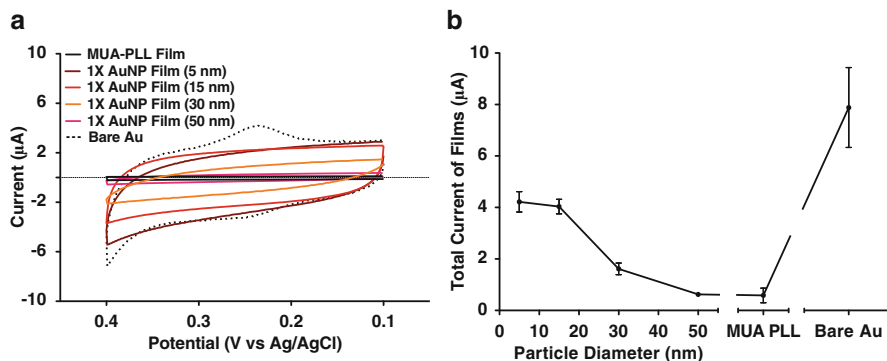 a
10
6
2
-2
-6
-10
Current (µA)
MUA-PLL Film
1X AuNP Film (5 nm)
1X AuNP Film (15 nm)
1X AuNP Film (30 nm)
1X AuNP Film (50 nm)
Bare Au
0.4
0.3
0.2
0.1
Potential (V vs Ag/AgCl)
b
10
8
6
4
2
0
Total Current of Films (µA)
0
10
20
30
40
50
MUA PLL
Bare Au
Particle Diameter (nm)